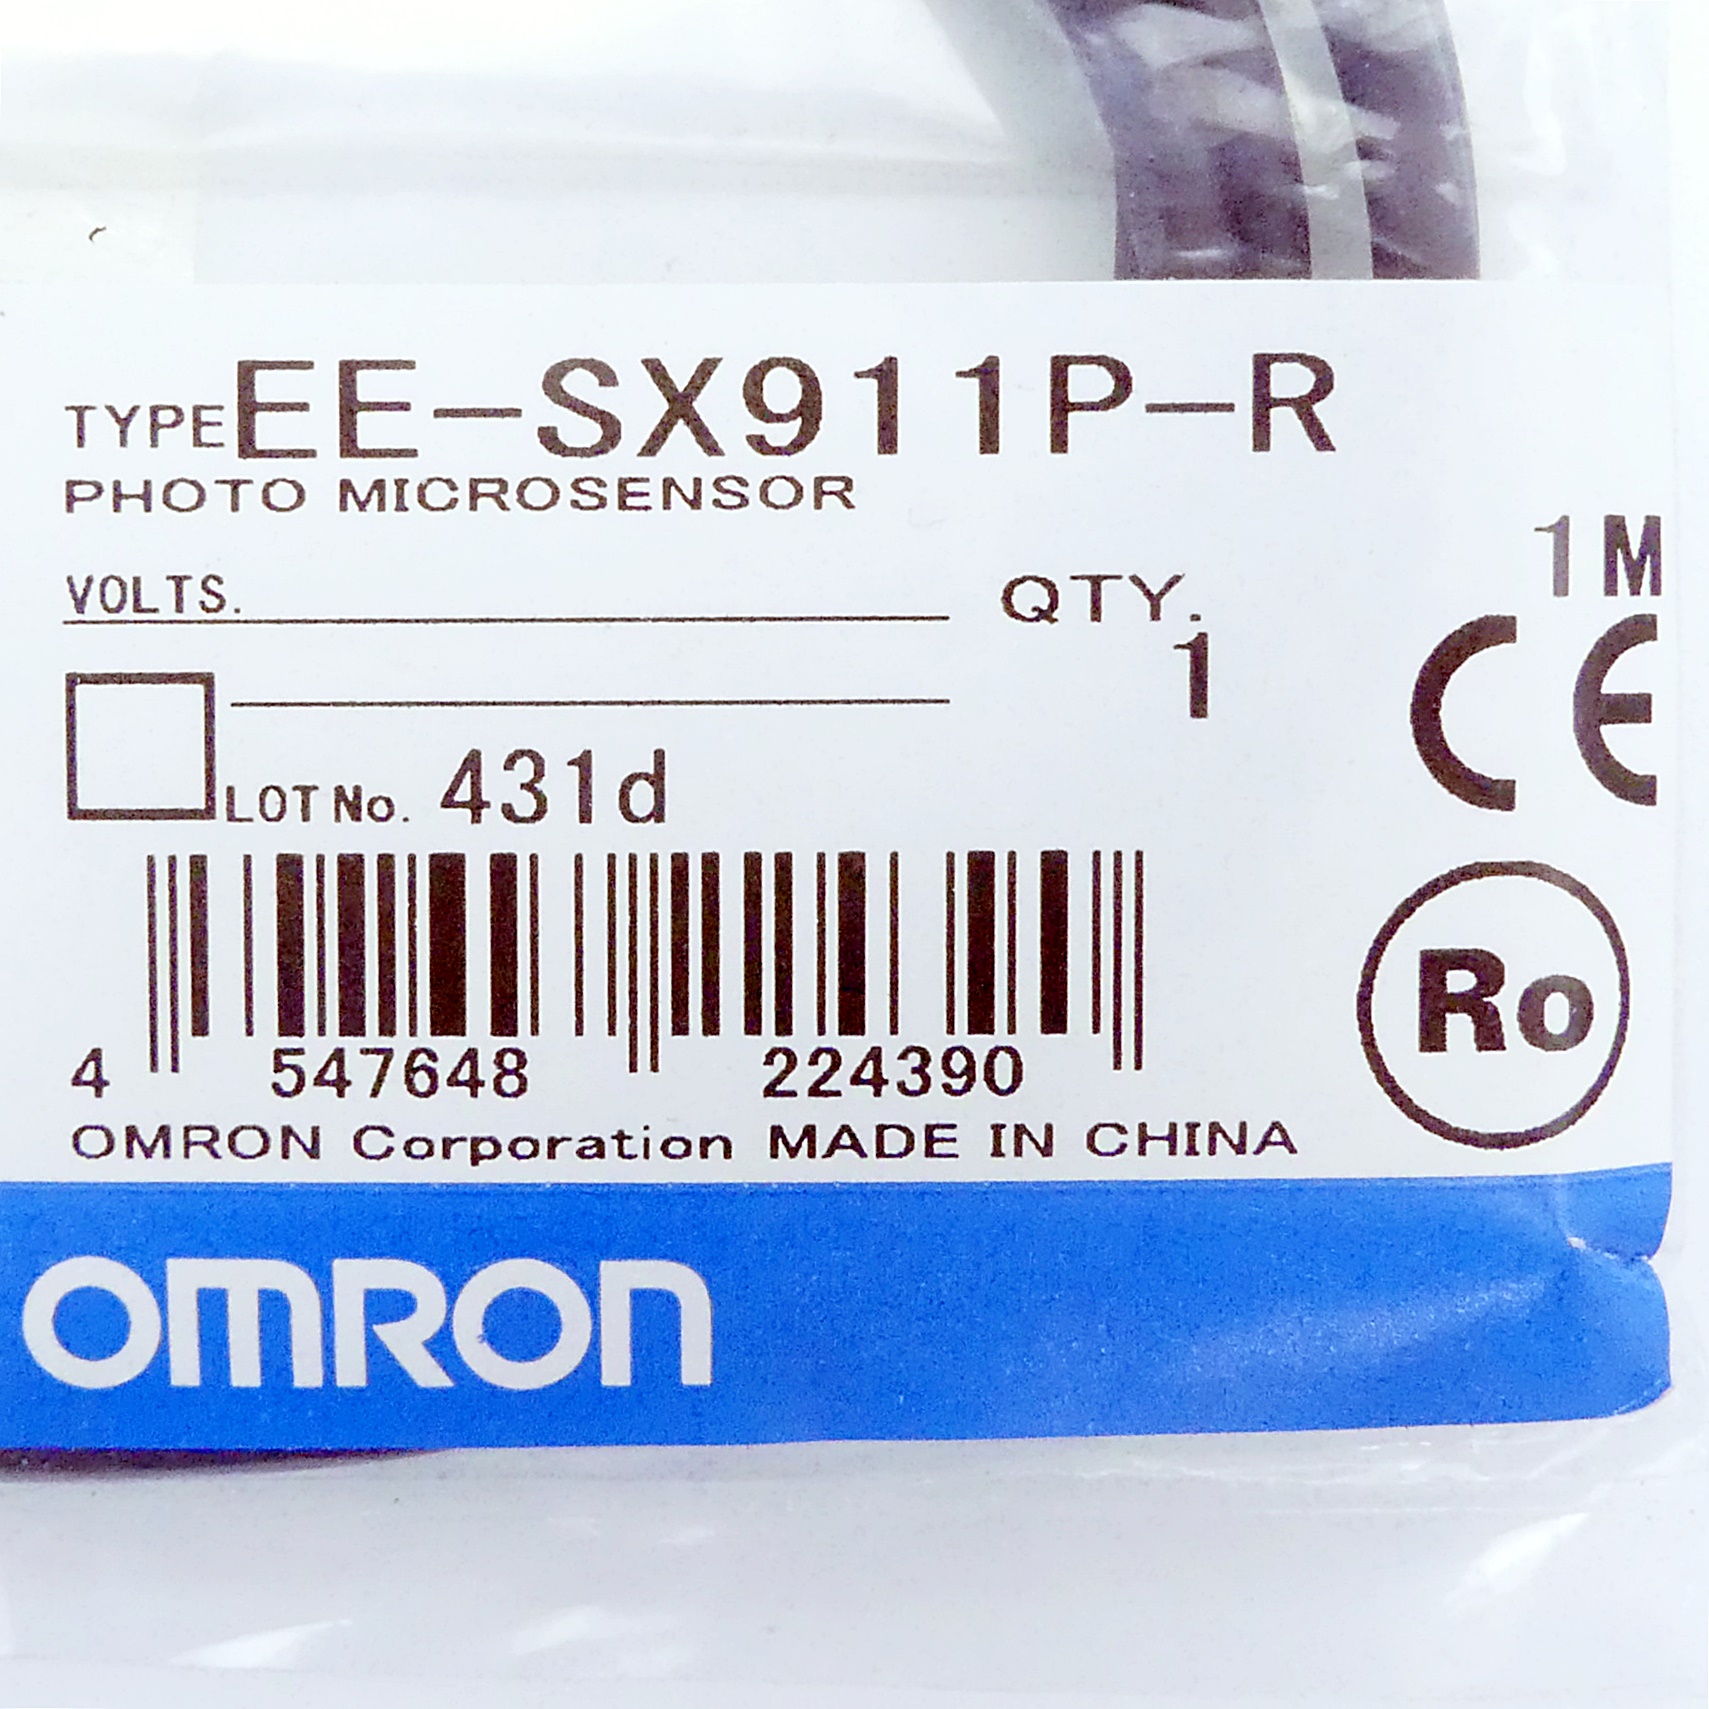 TYPE EE-SX911P-R
PHOTO MICROSENSOR
1M
VOLTS.
QTY.
1
CE
LOT No. 431d
4 547648 224390
Ro
OMRON Corporation MADE IN CHINA
OMRON